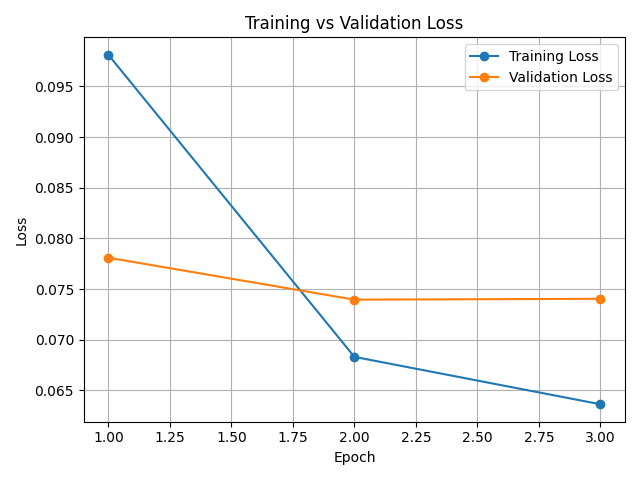 Training vs Validation Loss
Training Loss
Validation Loss
0.095
0.090
0.085
0.080
0.075
0.070
0.065
Loss
1.00 1.25 1.50 1.75 2.00 2.25 2.50 2.75 3.00
Epoch